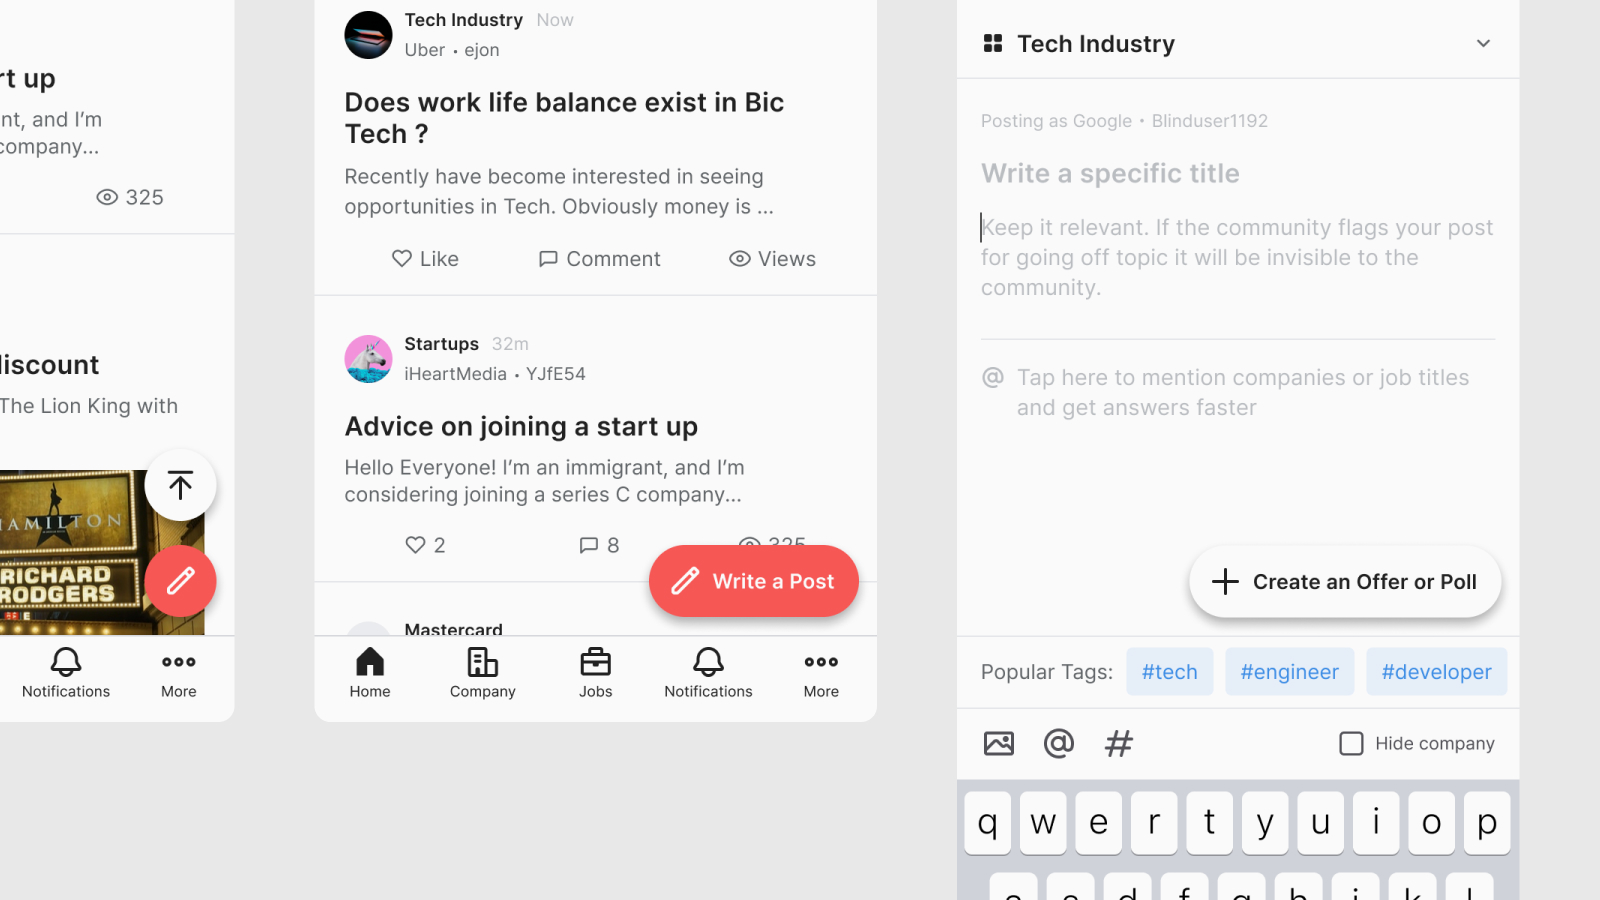 rt up
nt, and I’m
company...
325
discount
The Lion King with
HAMILTON
RICHARD
RODGERS
Notifications
More
Tech Industry Now
Uber • ejon
Does work life balance exist in Bic
Tech ?
Recently have become interested in seeing
opportunities in Tech. Obviously money is ...
Like Comment Views
Startups 32m
iHeartMedia • YJfE54
Advice on joining a start up
Hello Everyone! I’m an immigrant, and I’m
considering joining a series C company...
2 8 325
Write a Post
Mastercard
Home Company Jobs Notifications More
Tech Industry
Posting as Google • Blinduser1192
Write a specific title
Keep it relevant. If the community flags your post
for going off topic it will be invisible to the
community.
@ Tap here to mention companies or job titles
and get answers faster
Create an Offer or Poll
Popular Tags: #tech #engineer #developer
@ # Hide company
q w e r t y u i o p
a s d f g h j k l